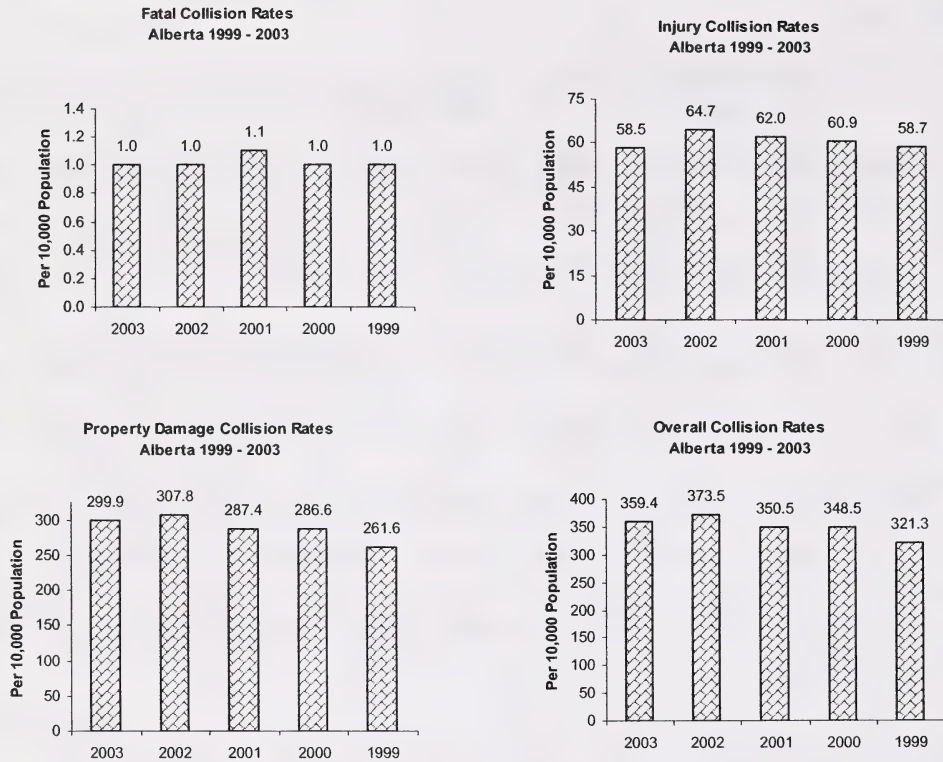 Fatal Collision Rates
Alberta 1999 - 2003
Per 10,000 Population
1.4
1.2
1.0
0.8
0.6
0.4
0.2
0.0
1.0 1.0 1.1 1.0 1.0
2003 2002 2001 2000 1999
Injury Collision Rates
Alberta 1999 - 2003
Per 10,000 Population
75
60
45
30
15
0
58.5 64.7 62.0 60.9 58.7
2003 2002 2001 2000 1999
Property Damage Collision Rates
Alberta 1999 - 2003
Per 10,000 Population
300
250
200
150
100
50
0
299.9 307.8 287.4 286.6 261.6
2003 2002 2001 2000 1999
Overall Collision Rates
Alberta 1999 - 2003
Per 10,000 Population
400
350
300
250
200
150
100
50
0
359.4 373.5 350.5 348.5 321.3
2003 2002 2001 2000 1999